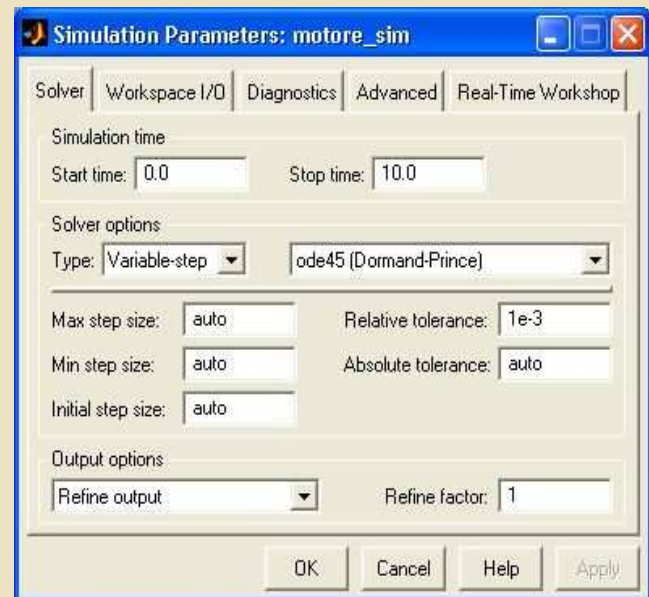 Simulation Parameters: motore_sim
Solver Workspace I/O Diagnostics Advanced Real-Time Workshop
Simulation time
Start time: 0.0 Stop time: 10.0
Solver options
Type: Variable-step ode45 (Dormand-Prince)
Max step size: auto Relative tolerance: 1e-3
Min step size: auto Absolute tolerance: auto
Initial step size: auto
Output options
Refine output Refine factor: 1
OK Cancel Help Apply